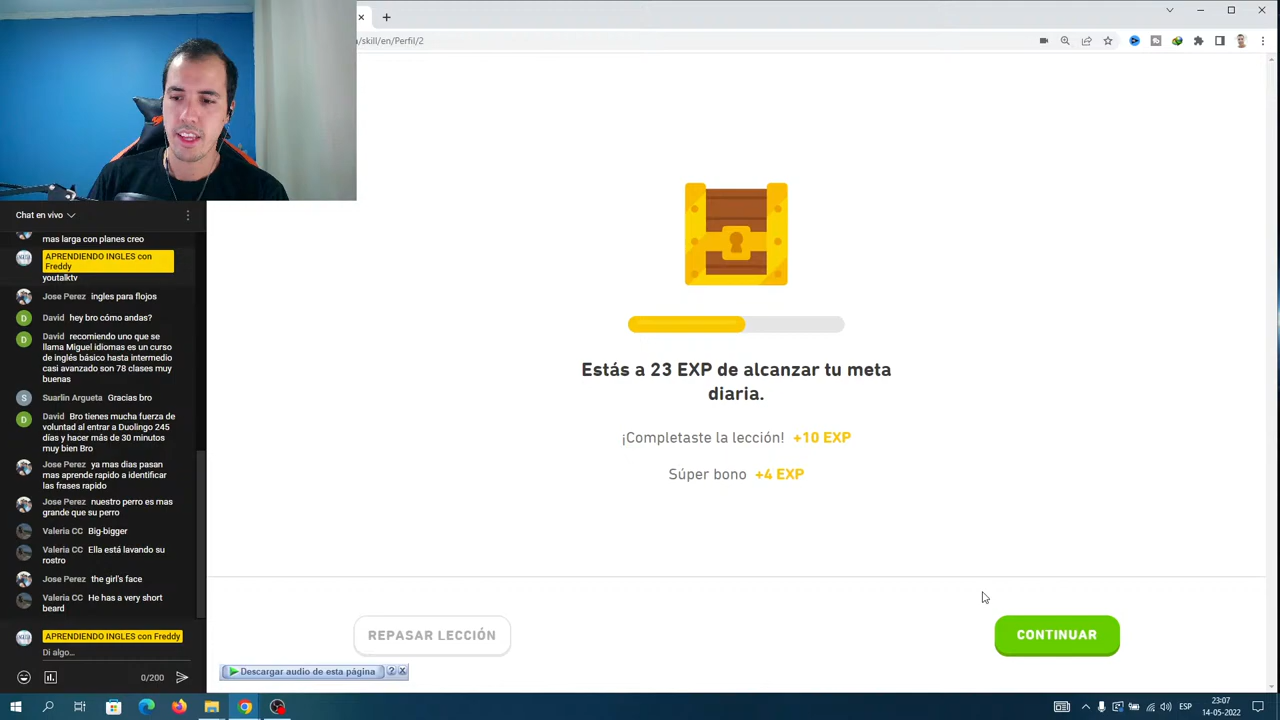 /skill/en/Perfil/2
Chat en vivo
mas larga con planes creo
APRENDIENDO INGLES con
Freddy
youtalktv
Jose Perez ingles para flojos
David hey bro cómo andas?
David recomiendo uno que se
llama Miguel idiomas es un curso
de inglés básico hasta intermedio
casi avanzado son 78 clases muy
buenas
Suarlin Argueta Gracias bro
David Bro tienes mucha fuerza de
voluntad al entrar a Duolingo 245
días y hacer más de 30 minutos
muy bien Bro
Jose Perez ya mas dias pasan
mas aprende rapido a identificar
las frases rapido
Jose Perez nuestro perro es mas
grande que su perro
Valeria CC Big-bigger
Valeria CC Ella está lavando su
rostro
Jose Perez the girl's face
Valeria CC He has a very short
beard
APRENDIENDO INGLES con Freddy
Di algo...
0/200
Estás a 23 EXP de alcanzar tu meta
diaria.
¡Completaste la lección! +10 EXP
Súper bono +4 EXP
REPASAR LECCIÓN
CONTINUAR
Descargar audio de esta página
ESP
23:07
14-05-2022